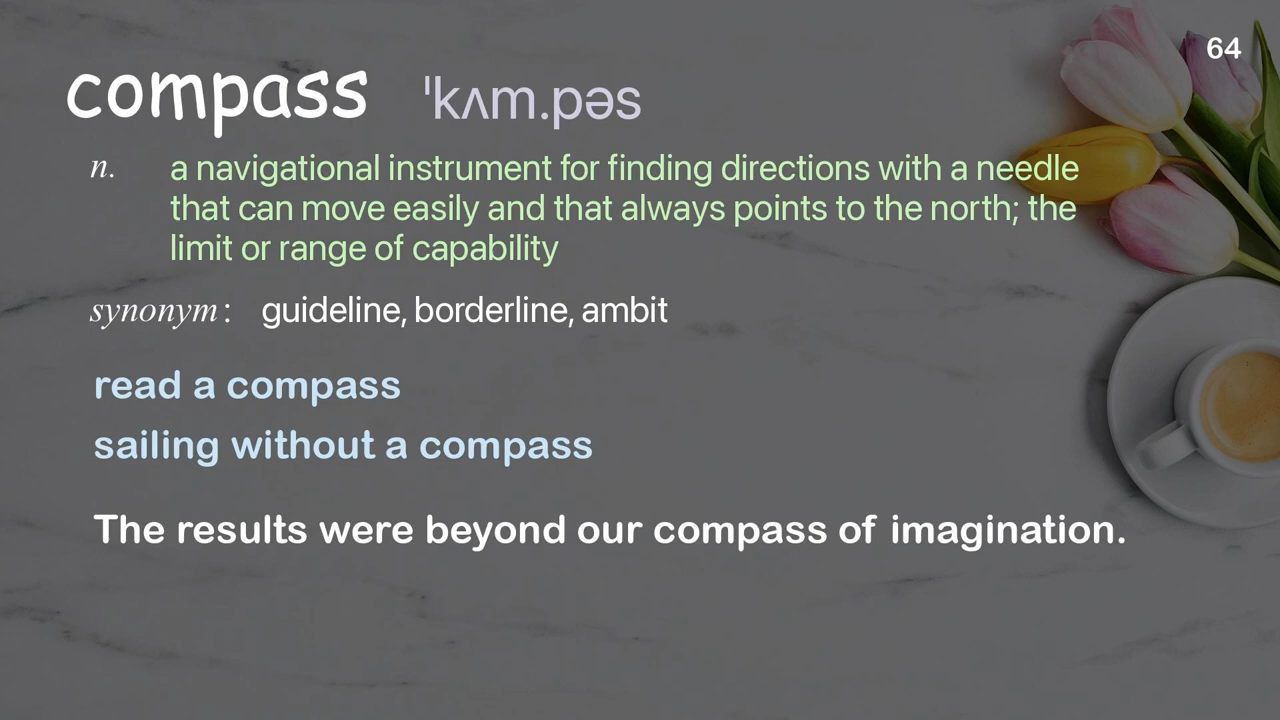 64
compass ˈkʌm.pəs
n. a navigational instrument for finding directions with a needle
that can move easily and that always points to the north; the
limit or range of capability
synonym: guideline, borderline, ambit
read a compass
sailing without a compass
The results were beyond our compass of imagination.